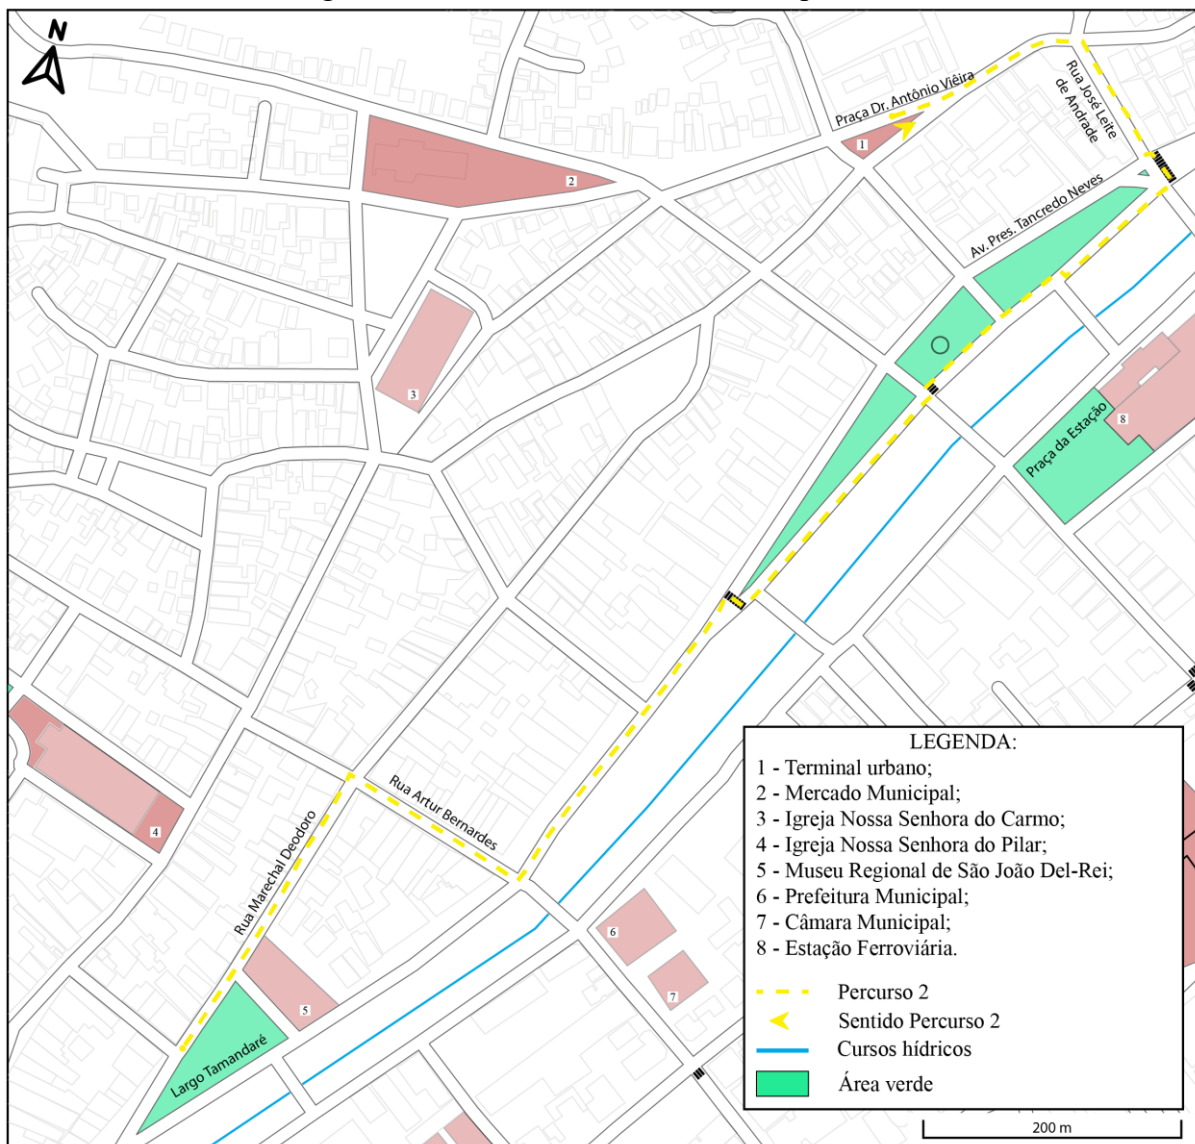 N
Praça Dr. Antônio Viêira
Rua José Leite
de Andrade
1
2
Av. Pres. Tancredo Neves
3
8
Praça da Estação
4
Rua Artur Bernardes
Rua Marechal Deodoro
5
6
7
Largo Tamandaré
LEGENDA:
1 - Terminal urbano;
2 - Mercado Municipal;
3 - Igreja Nossa Senhora do Carmo;
4 - Igreja Nossa Senhora do Pilar;
5 - Museu Regional de São João Del-Rei;
6 - Prefeitura Municipal;
7 - Câmara Municipal;
8 - Estação Ferroviária.
Percurso 2
Sentido Percurso 2
Cursos hídricos
Área verde
200 m